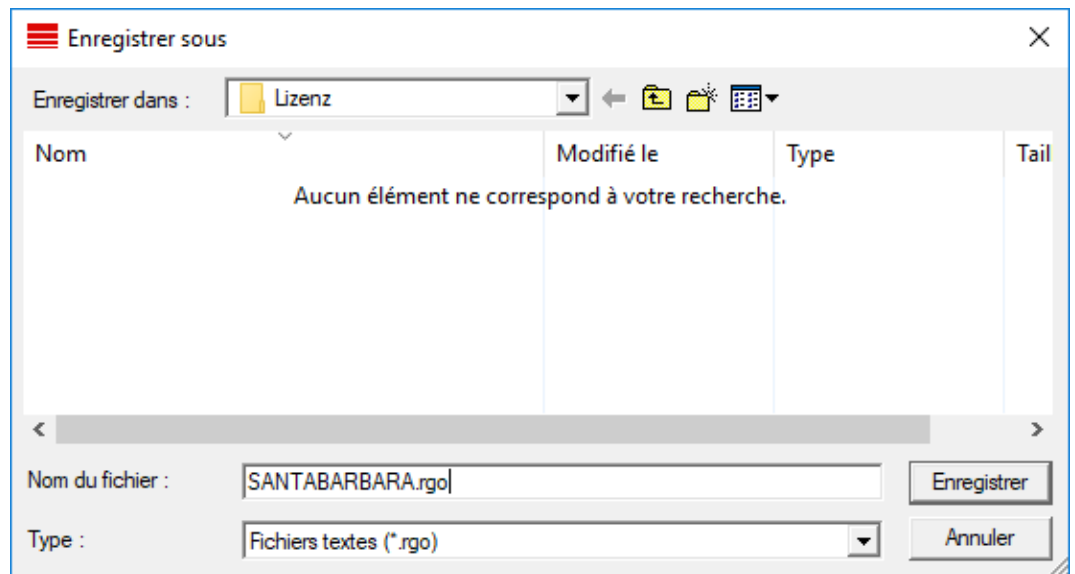 Enregistrer sous
Enregistrer dans : Lizenz
Nom Modifié le Type Tail
Aucun élément ne correspond à votre recherche.
Nom du fichier : SANTABARBARA.rgo Enregistrer
Type : Fichiers textes (*.rgo) Annuler